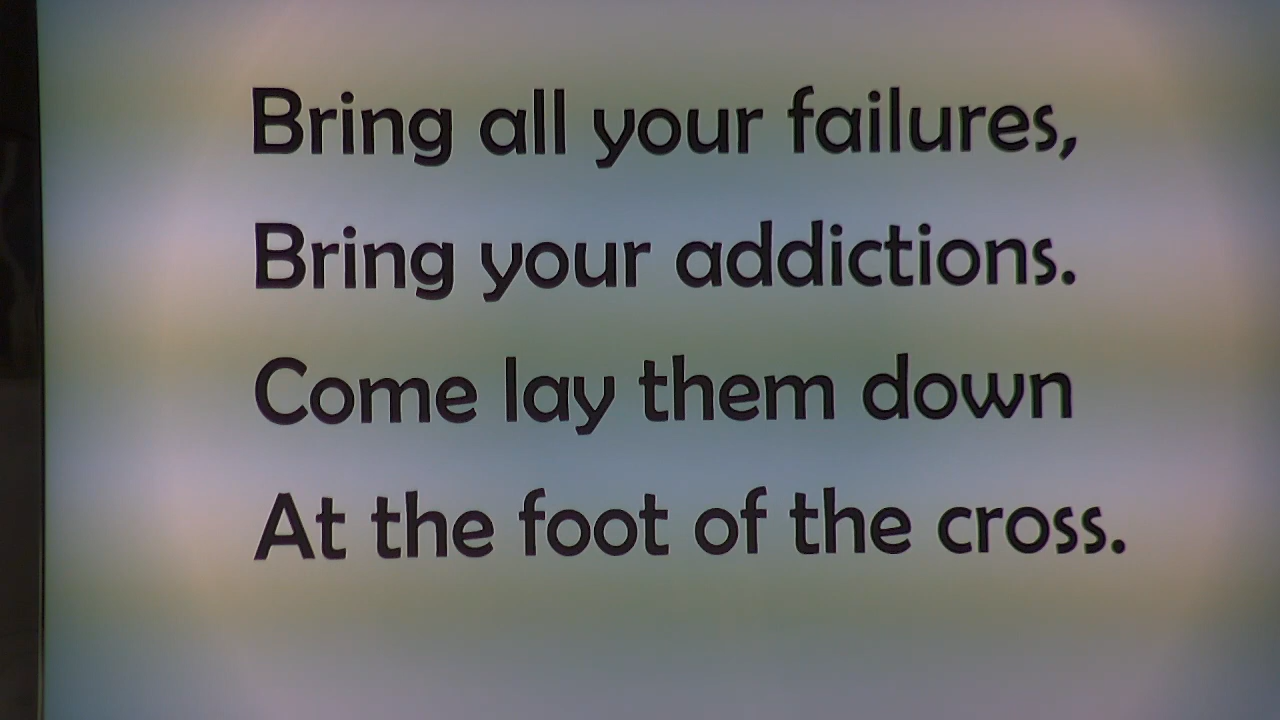 Bring all your failures,
Bring your addictions.
Come lay them down
At the foot of the cross.